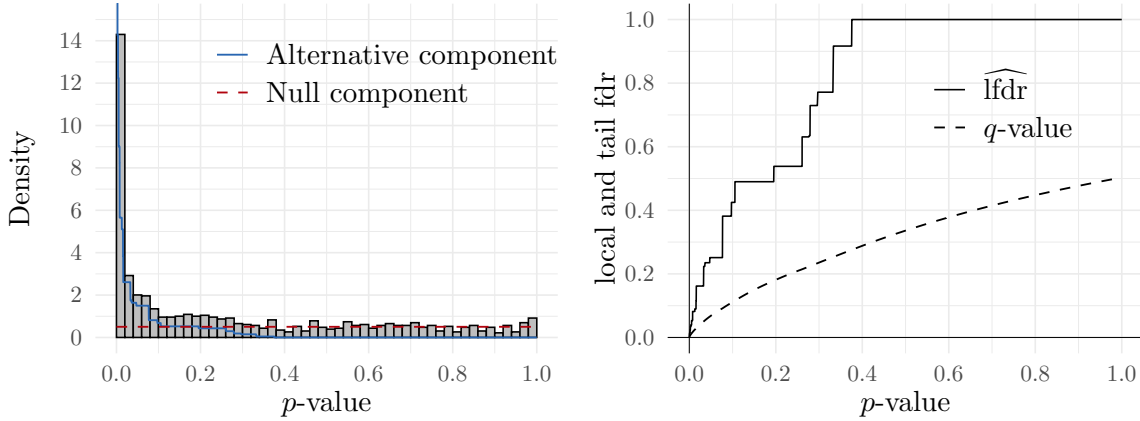 Density
14
12
10
8
6
4
2
0
Alternative component
Null component
0.0 0.2 0.4 0.6 0.8 1.0
p-value
local and tail fdr
1.0
0.8
0.6
0.4
0.2
0.0
lfdr
q-value
0.0 0.2 0.4 0.6 0.8 1.0
p-value